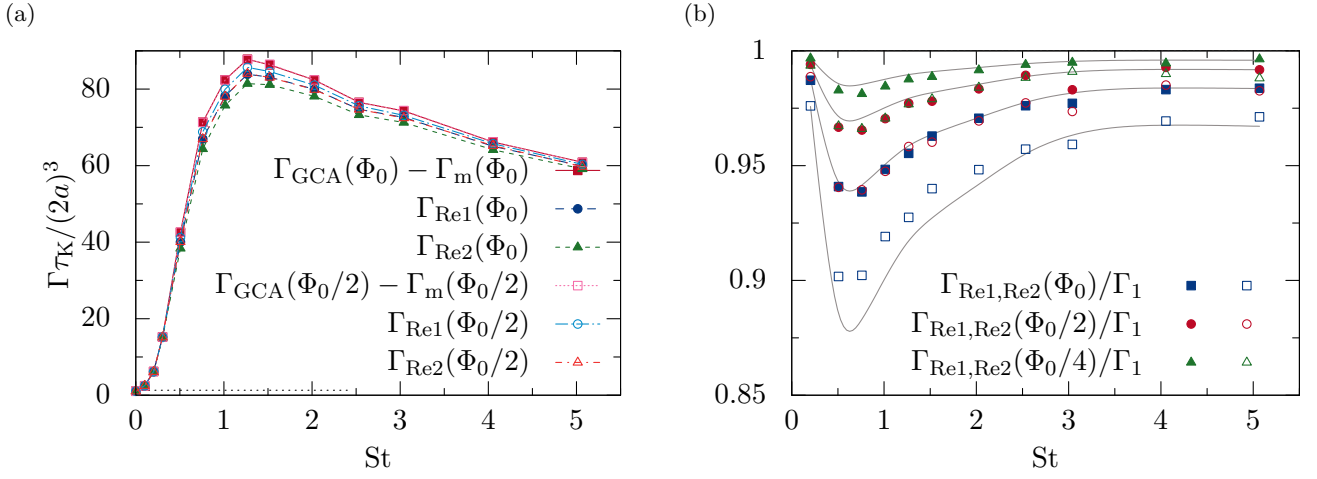 (a)
Γτ_K/(2a)^3
80
60
40
20
0
0 1 2 3 4 5
St
Γ_GCA(Φ_0) − Γ_m(Φ_0)
Γ_Re1(Φ_0)
Γ_Re2(Φ_0)
Γ_GCA(Φ_0/2) − Γ_m(Φ_0/2)
Γ_Re1(Φ_0/2)
Γ_Re2(Φ_0/2)
(b)
1
0.95
0.9
0.85
0 1 2 3 4 5
St
Γ_Re1,Re2(Φ_0)/Γ_1
Γ_Re1,Re2(Φ_0/2)/Γ_1
Γ_Re1,Re2(Φ_0/4)/Γ_1